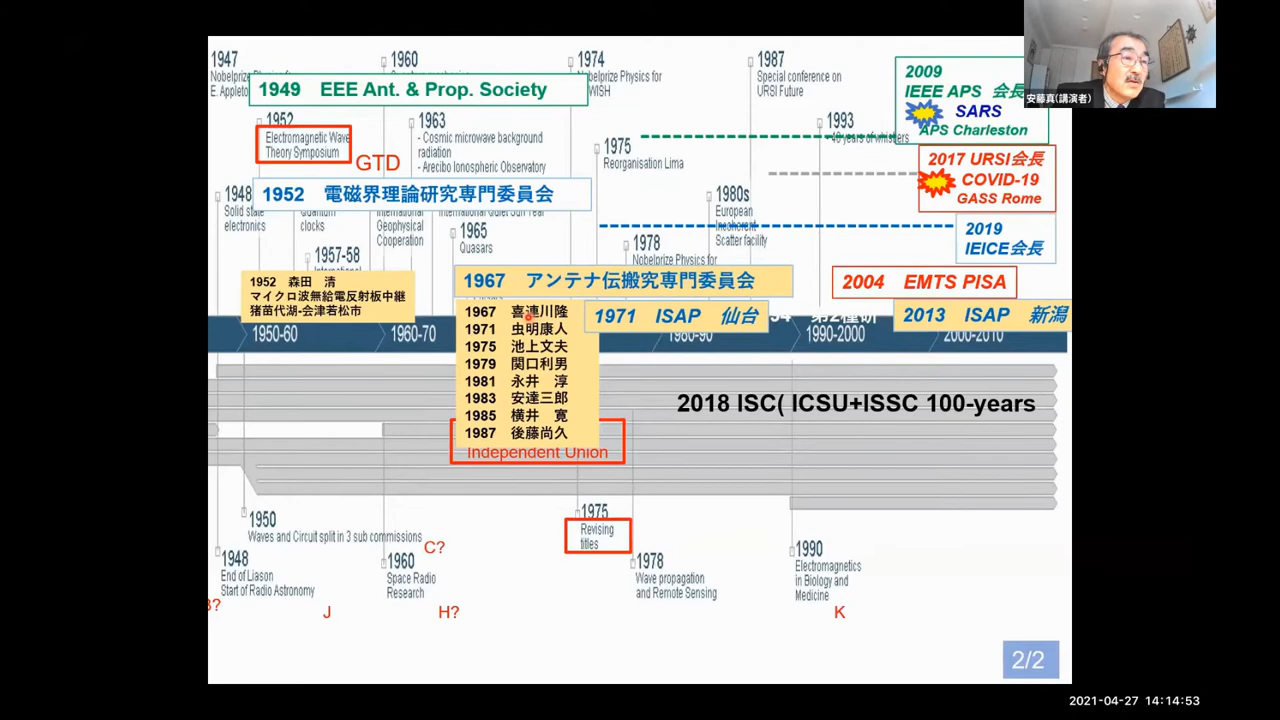 1947
E. Appleto
1949 EEE Ant. & Prop. Society
1960
1974
Nobelprize Physics for
WISH
1987
Special conference on
URSI Future
2009
IEEE APS 会長
SARS
APS Charleston
安藤真(講演者)
1952
Electromagnetic Wave
Theory Symposium
GTD
1963
- Cosmic microwave background
radiation
- Arecibo Ionospheric Observatory
1975
Reorganisation Lima
1993
2017 URSI会長
COVID-19
GASS Rome
1948
Solid state
electronics
1952 電磁界理論研究専門委員会
clocks
International
Geophysical
Cooperation
1965
Quasars
1980s
European
Incoherent
Scatter facility
1978
Nobelprize Physics for
2019
IEICE会長
1957-58
1952 森田 清
マイクロ波無給電反射板中継
猪苗代湖-会津若松市
1967 アンテナ伝搬究専門委員会
2004 EMTS PISA
1971 ISAP 仙台
第2種研
2013 ISAP 新潟
1950-60
1960-70
1980-90
1990-2000
2000-2010
1967 喜連川隆
1971 虫明康人
1975 池上文夫
1979 関口利男
1981 永井 淳
1983 安達三郎
1985 横井 寛
1987 後藤尚久
Independent Union
2018 ISC( ICSU+ISSC 100-years
1950
Waves and Circuit split in 3 sub commissions
C?
1975
Revising
titles
1948
End of Liason
Start of Radio Astronomy
1960
Space Radio
Research
1978
Wave propagation
and Remote Sensing
1990
Electromagnetics
in Biology and
Medicine
J
H?
K
2/2
2021-04-27 14:14:53